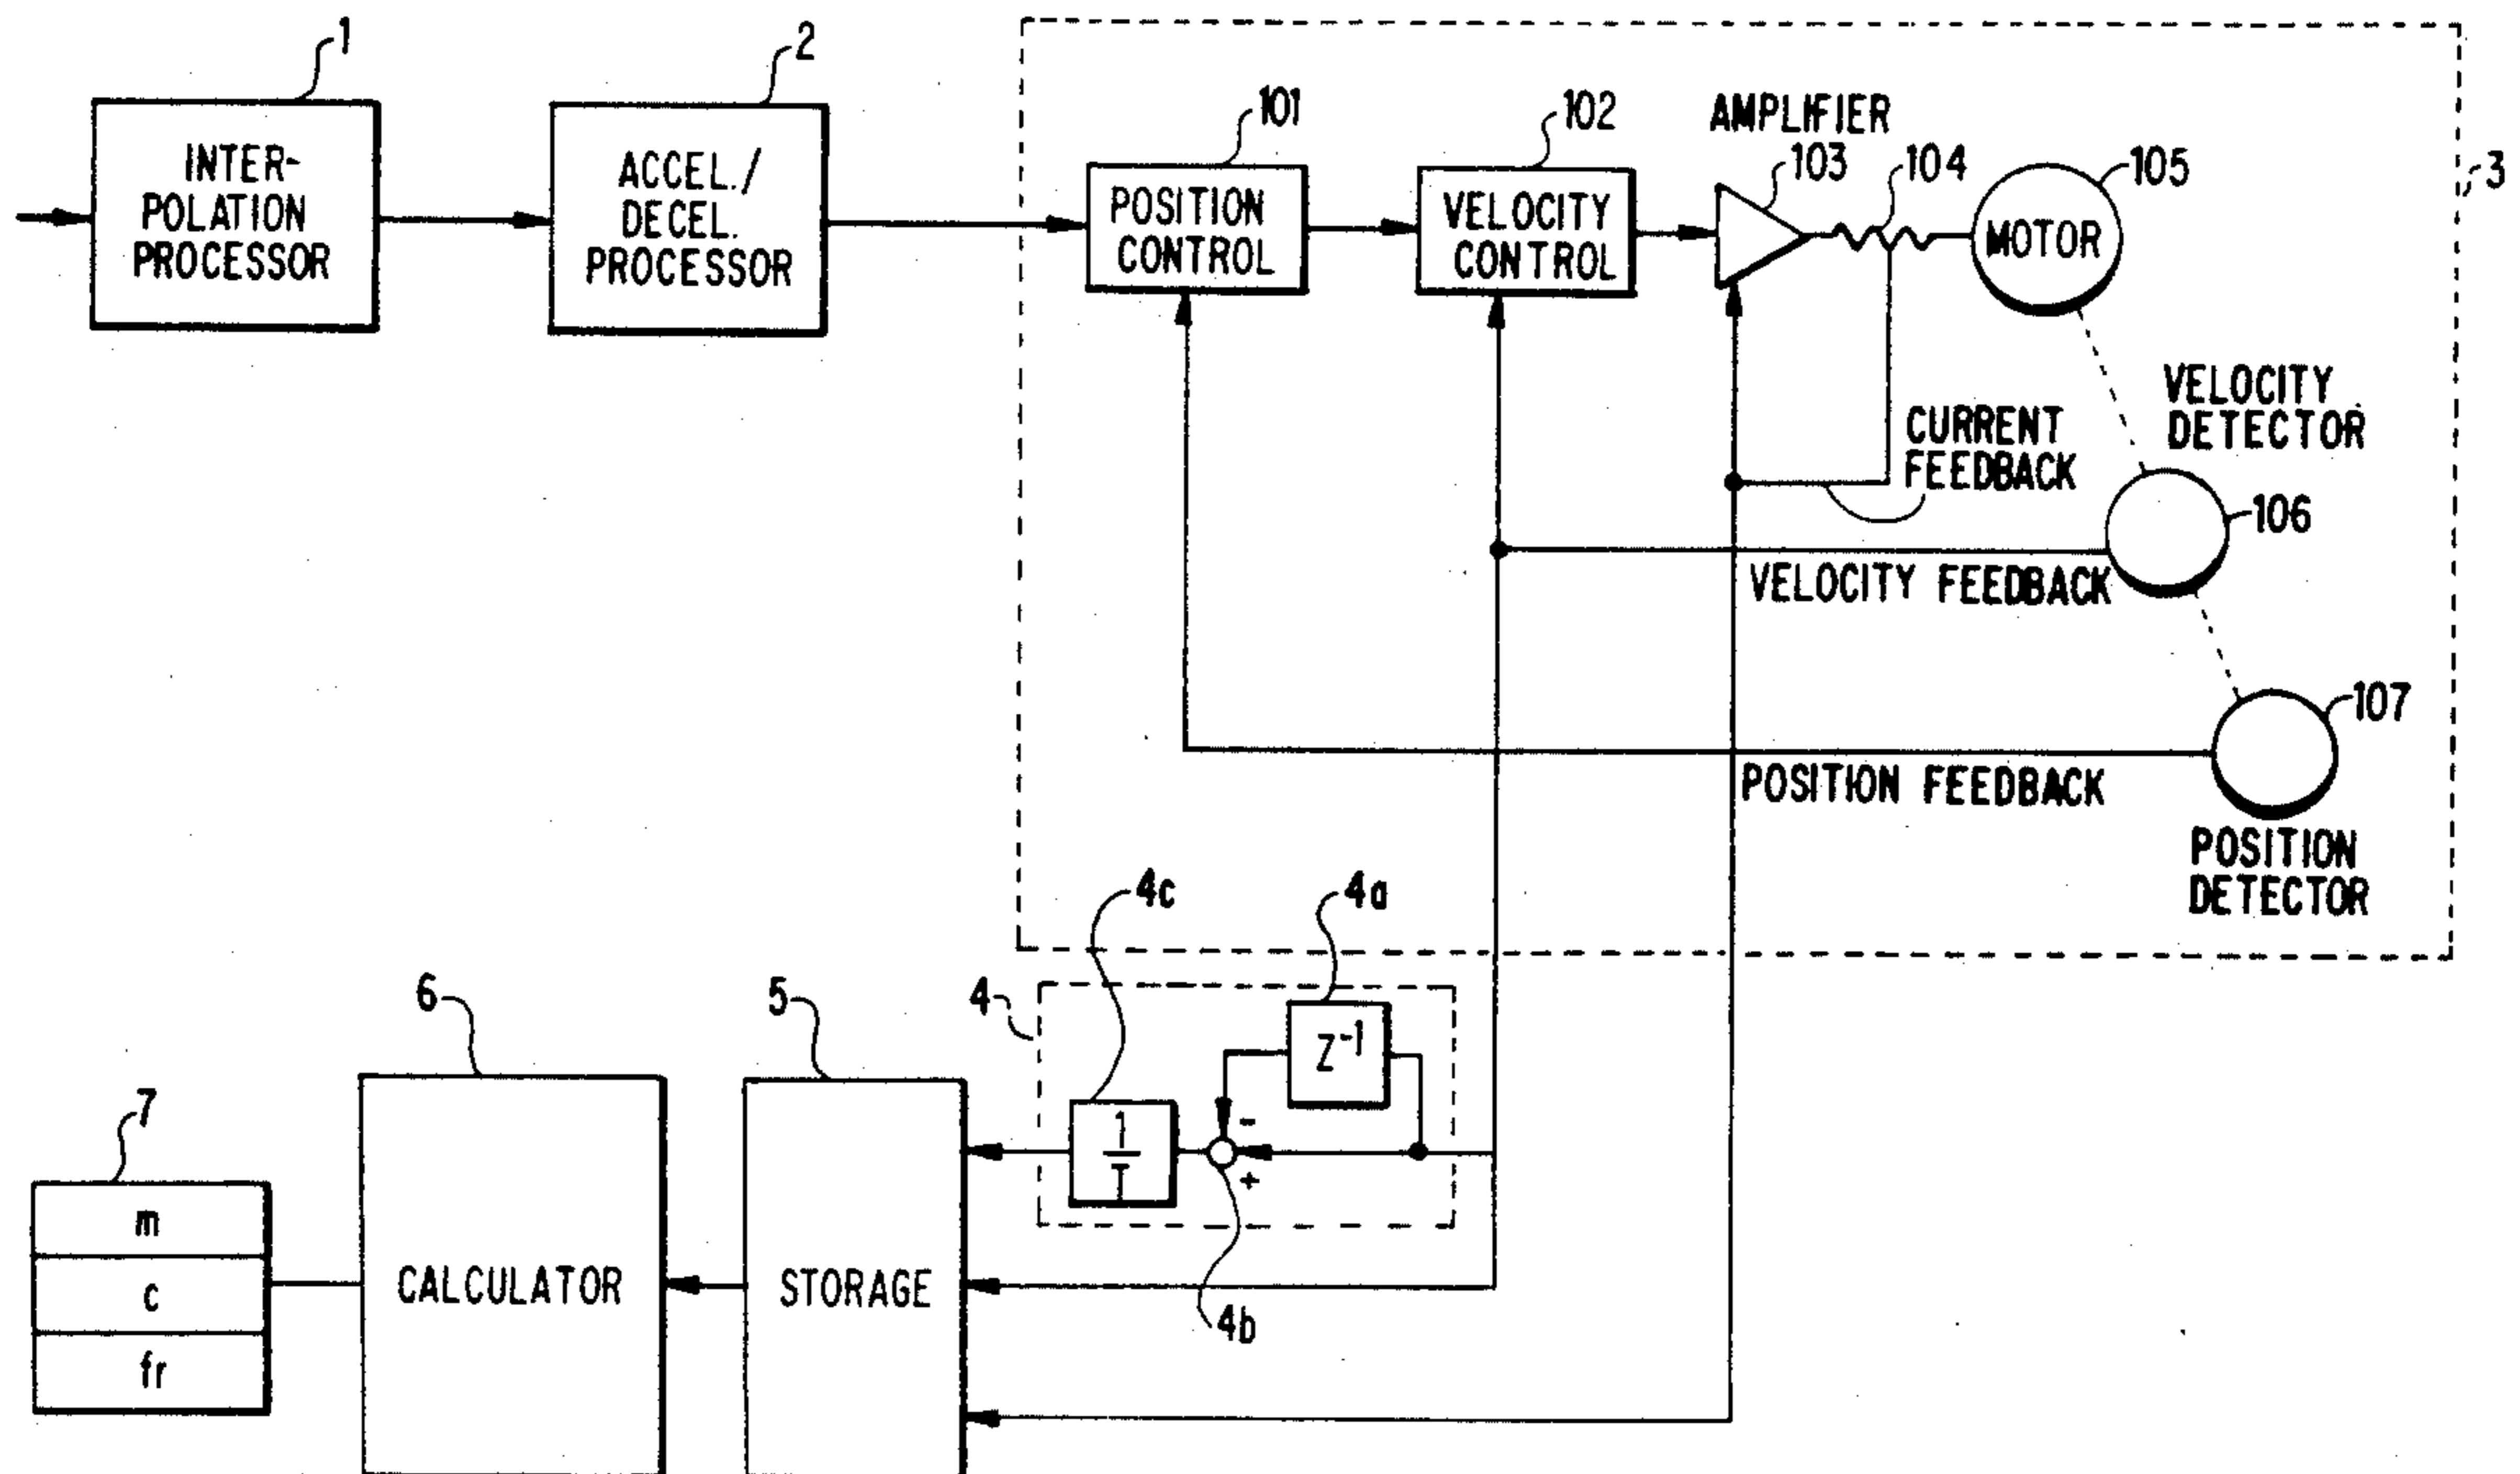 1
2
101
102
AMPLIFIER
103
104
105
3
INTER-
POLATION
PROCESSOR
ACCEL./
DECEL.
PROCESSOR
POSITION
CONTROL
VELOCITY
CONTROL
MOTOR
VELOCITY
DETECTOR
CURRENT
FEEDBACK
106
VELOCITY FEEDBACK
107
POSITION FEEDBACK
POSITION
DETECTOR
4c
4a
6
5
4
Z⁻¹
7
1
T
-
+
m
c
fr
CALCULATOR
STORAGE
4b